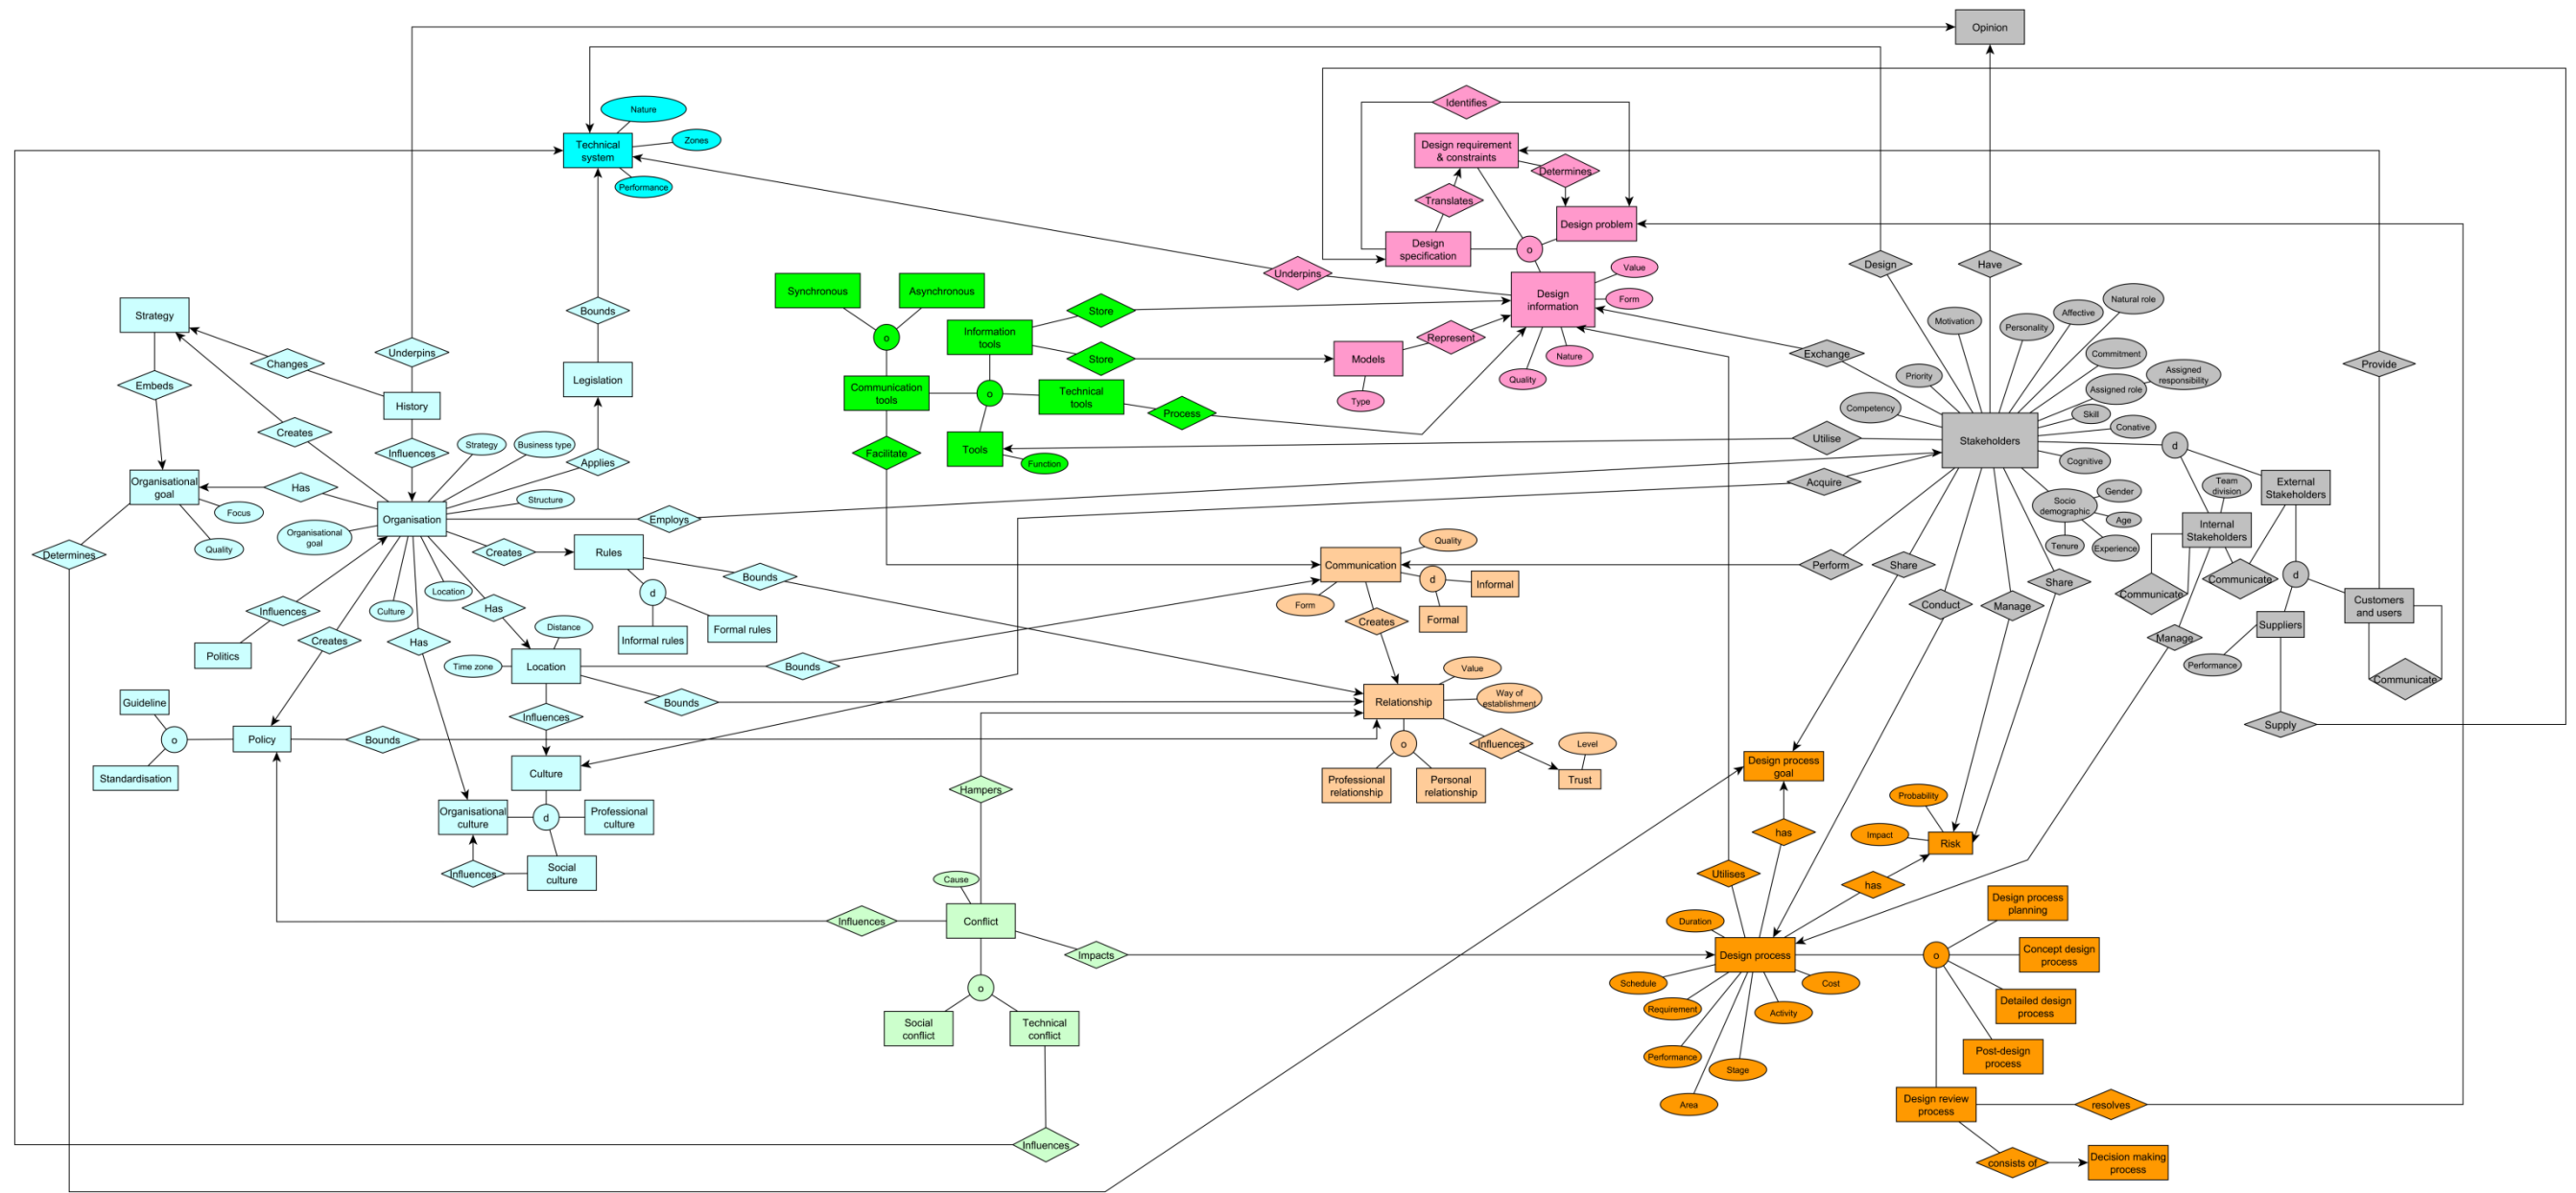 Opinion
Nature
Zones
Technical
system
Performance
Identifies
Design requirement
& constraints
Determines
Translates
Design problem
Design
specification
o
Underpins
Design
information
Value
Form
Nature
Quality
Design
Have
Synchronous
Asynchronous
o
Information
tools
Store
Store
Models
Represent
Type
Communication
tools
o
Technical
tools
Process
Facilitate
Tools
Function
Bounds
Legislation
Applies
Strategy
Changes
Underpins
Embeds
History
Creates
Influences
Strategy
Business type
Structure
Organisational
goal
Has
Focus
Quality
Organisation
Organisational
goal
Employs
Determines
Creates
Rules
Bounds
d
Informal rules
Formal rules
Influences
Politics
Creates
Culture
Location
Has
Has
Distance
Time zone
Location
Bounds
Bounds
Influences
Guideline
o
Policy
Bounds
Standardisation
Culture
Organisational
culture
d
Professional
culture
Influences
Social
culture
Motivation
Personality
Affective
Natural role
Commitment
Assigned role
Assigned
responsibility
Exchange
Priority
Competency
Skill
Conative
Stakeholders
Utilise
Acquire
Cognitive
d
Provide
Socio
demographic
Gender
Age
Experience
Tenure
Team
division
External
Stakeholders
Internal
Stakeholders
Communicate
Communicate
d
Customers
and users
Suppliers
Manage
Performance
Communicate
Supply
Perform
Share
Conduct
Manage
Share
Quality
Communication
d
Informal
Formal
Form
Creates
Value
Way of
establishment
Relationship
o
Influences
Level
Trust
Professional
relationship
Personal
relationship
Hampers
Cause
Conflict
Influences
Impacts
o
Social
conflict
Technical
conflict
Influences
Design process
goal
has
Probability
Impact
Risk
has
Utilises
Duration
Design process
Schedule
Requirement
Performance
Area
Stage
Activity
Cost
o
Design process
planning
Concept design
process
Detailed design
process
Post-design
process
Design review
process
resolves
consists of
Decision making
process